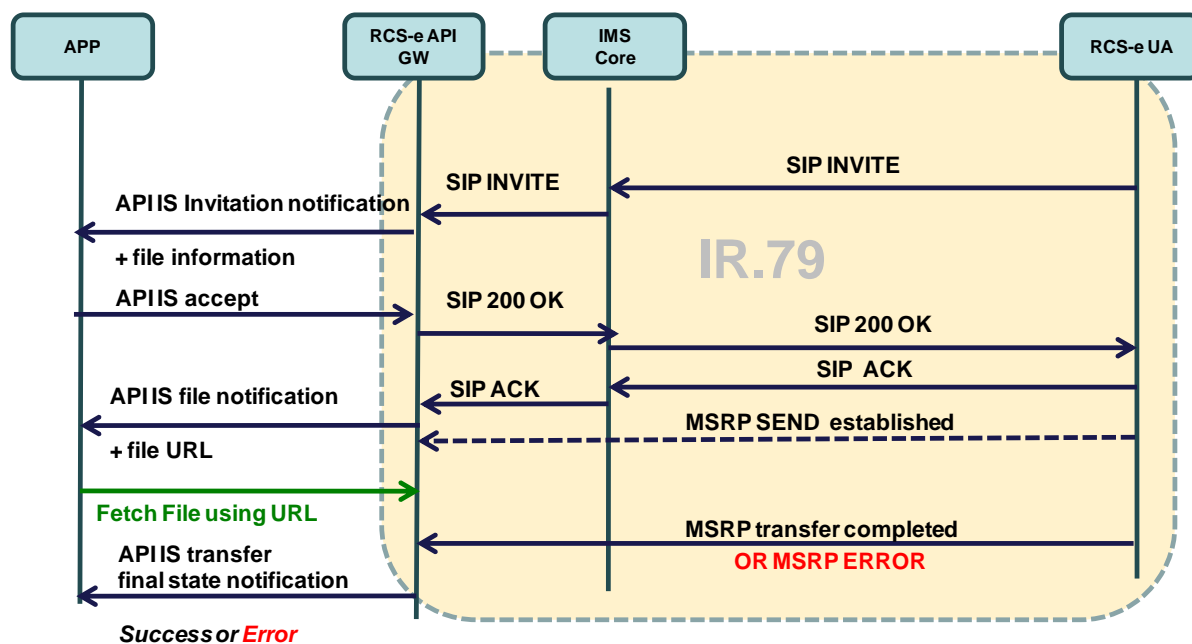 APP
RCS-e API
GW
IMS
Core
RCS-e UA
SIP INVITE
SIP INVITE
API IS Invitation notification
+ file information
IR.79
API IS accept
SIP 200 OK
SIP 200 OK
SIP ACK
SIP ACK
API IS file notification
MSRP SEND established
+ file URL
Fetch File using URL
MSRP transfer completed
OR MSRP ERROR
API IS transfer
final state notification
Success or Error